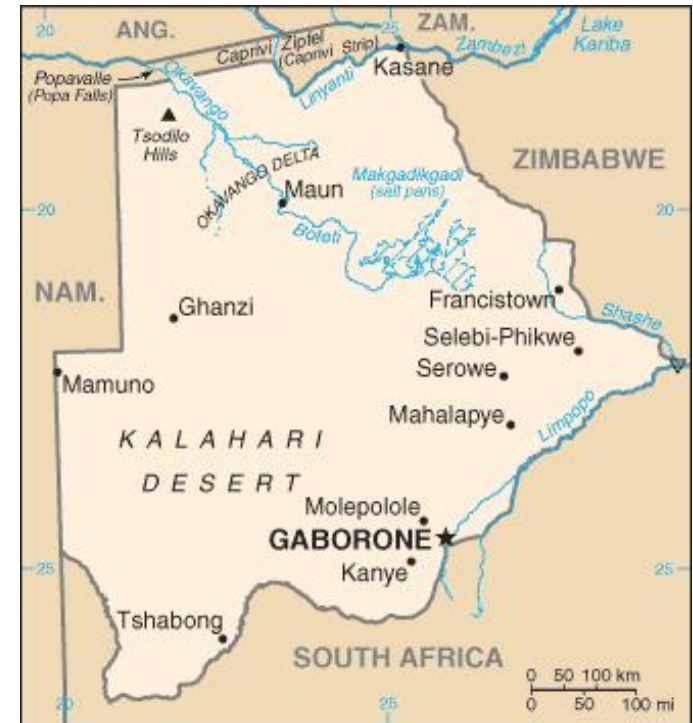 20
ANG.
25
ZAM.
Lake
Kariba
Caprivi Zipfel
(Caprivi Strip)
Zambezi
Popavalle
(Popa Falls)
Okavango
Linyanti
Kasane
Tsodilo
Hills
OKAVANGO DELTA
Makgadikgadi
(salt pans)
ZIMBABWE
20
Maun
20
Boteti
NAM.
Ghanzi
Francistown
Shashe
Selebi-Phikwe
Serowe
Mamuno
Mahalapye
Limpopo
KALAHARI
DESERT
Molepolole
GABORONE
25
Kanye
25
Tshabong
SOUTH AFRICA
0 50 100 km
0 50 100 mi
20
25